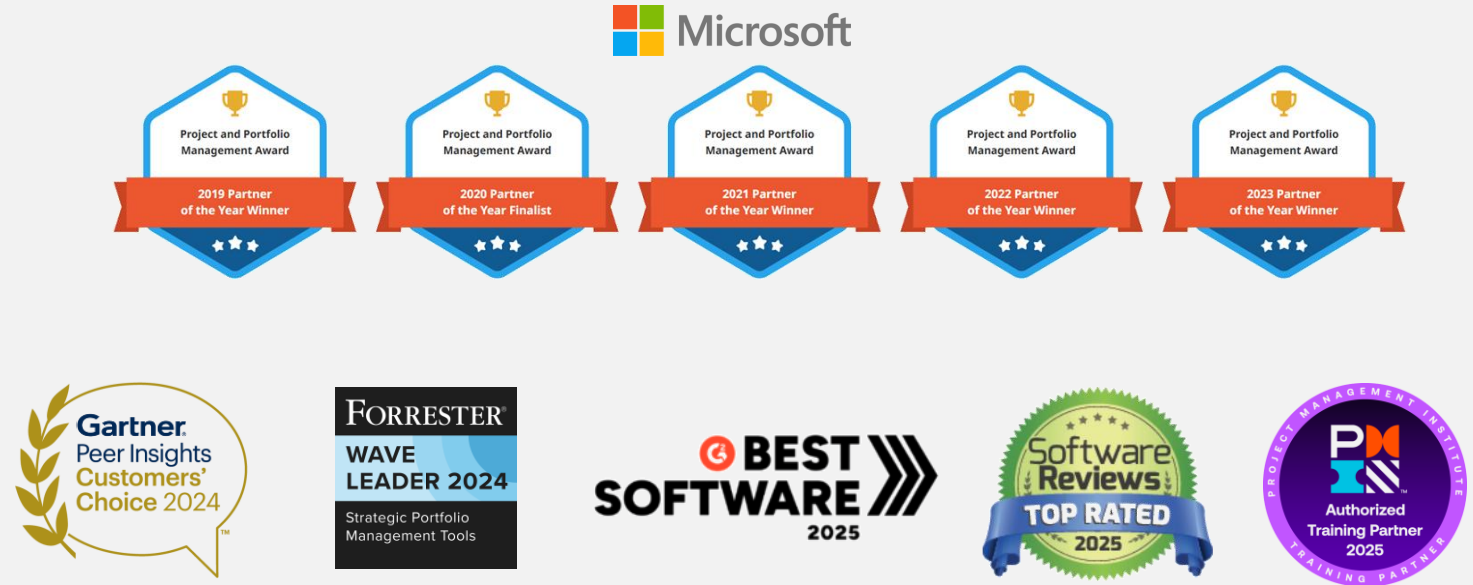 Microsoft
Project and Portfolio
Management Award
2019 Partner
of the Year Winner
Project and Portfolio
Management Award
2020 Partner
of the Year Finalist
Project and Portfolio
Management Award
2021 Partner
of the Year Winner
Project and Portfolio
Management Award
2022 Partner
of the Year Winner
Project and Portfolio
Management Award
2023 Partner
of the Year Winner
Gartner®
Peer Insights
Customers'
Choice 2024
™
FORRESTER®
WAVE
LEADER 2024
Strategic Portfolio
Management Tools
G BEST
SOFTWARE
2025
Software
Reviews
TOP RATED
2025
PROJECT MANAGEMENT INSTITUTE
PMI ™
Authorized
Training Partner
2025
TRAINING PARTNER